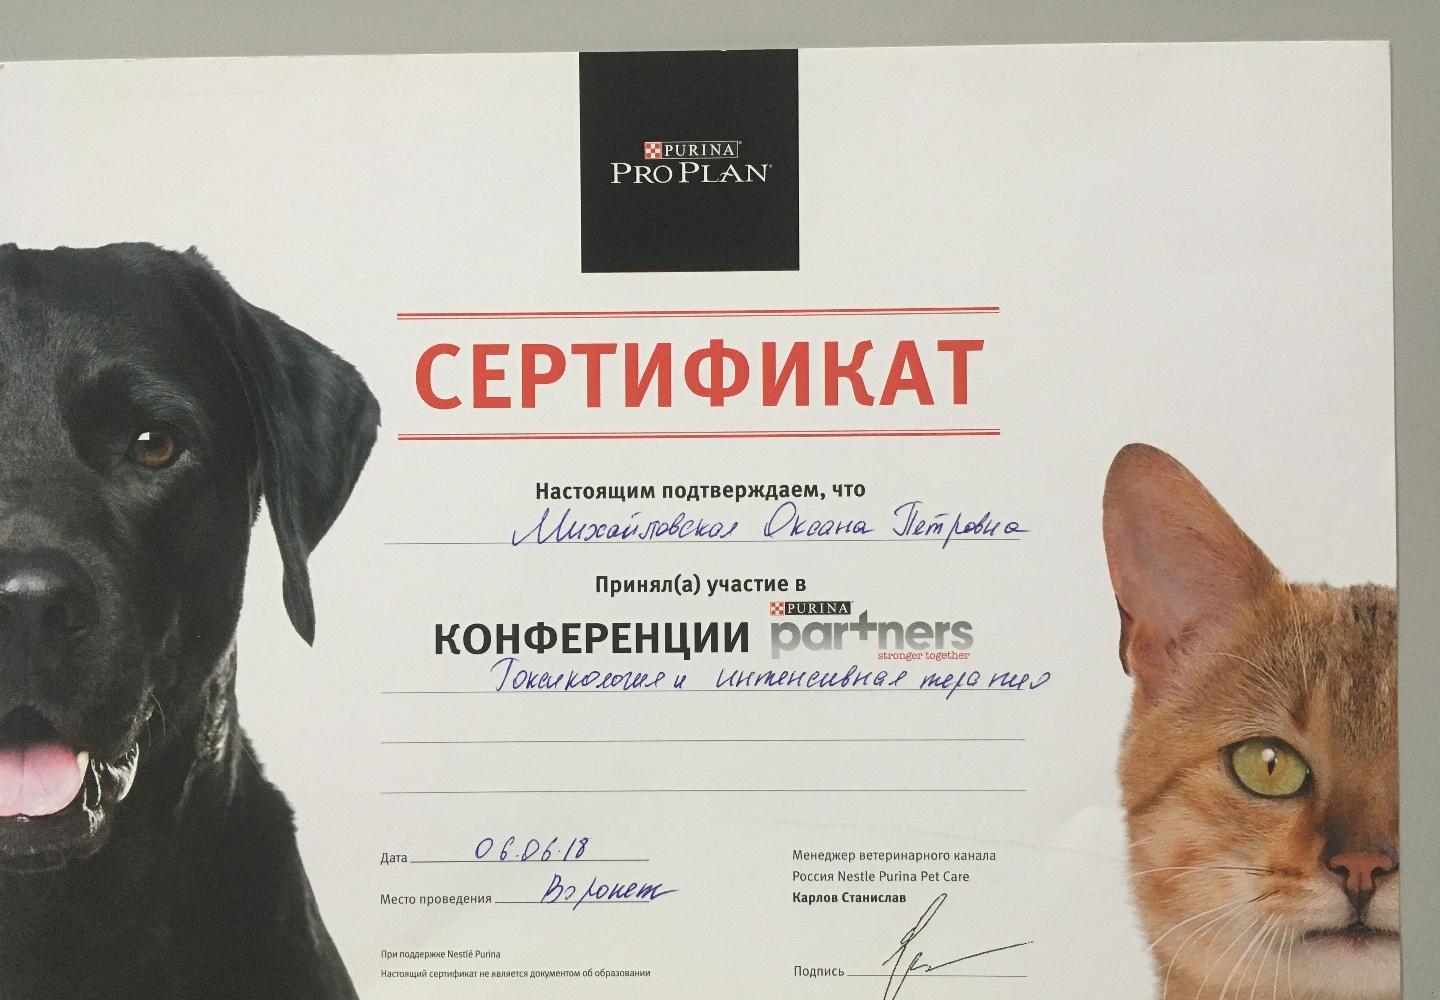 PURINA
PRO PLAN
СЕРТИФИКАТ
Настоящим подтверждаем, что
Михайловская Оксана Петровна
Принял(а) участие в
КОНФЕРЕНЦИИ PURINA partners
stronger together
Токсикология и интенсивная терапия
Дата 06.06.18
Место проведения Воронеж
Менеджер ветеринарного канала
Россия Nestle Purina Pet Care
Карлов Станислав
При поддержке Nestlé Purina
Настоящий сертификат не является документом об образовании
Подпись